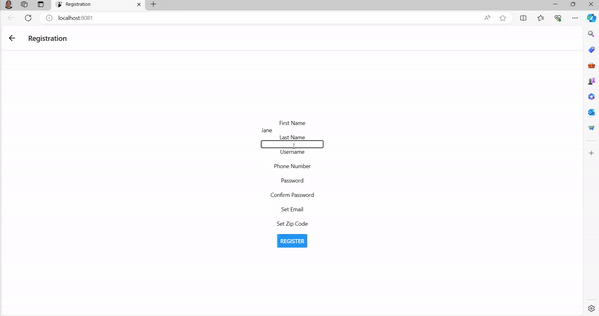 Registration
localhost:8081
Registration
First Name
Jane
Last Name
Username
Phone Number
Password
Confirm Password
Set Email
Set Zip Code
REGISTER